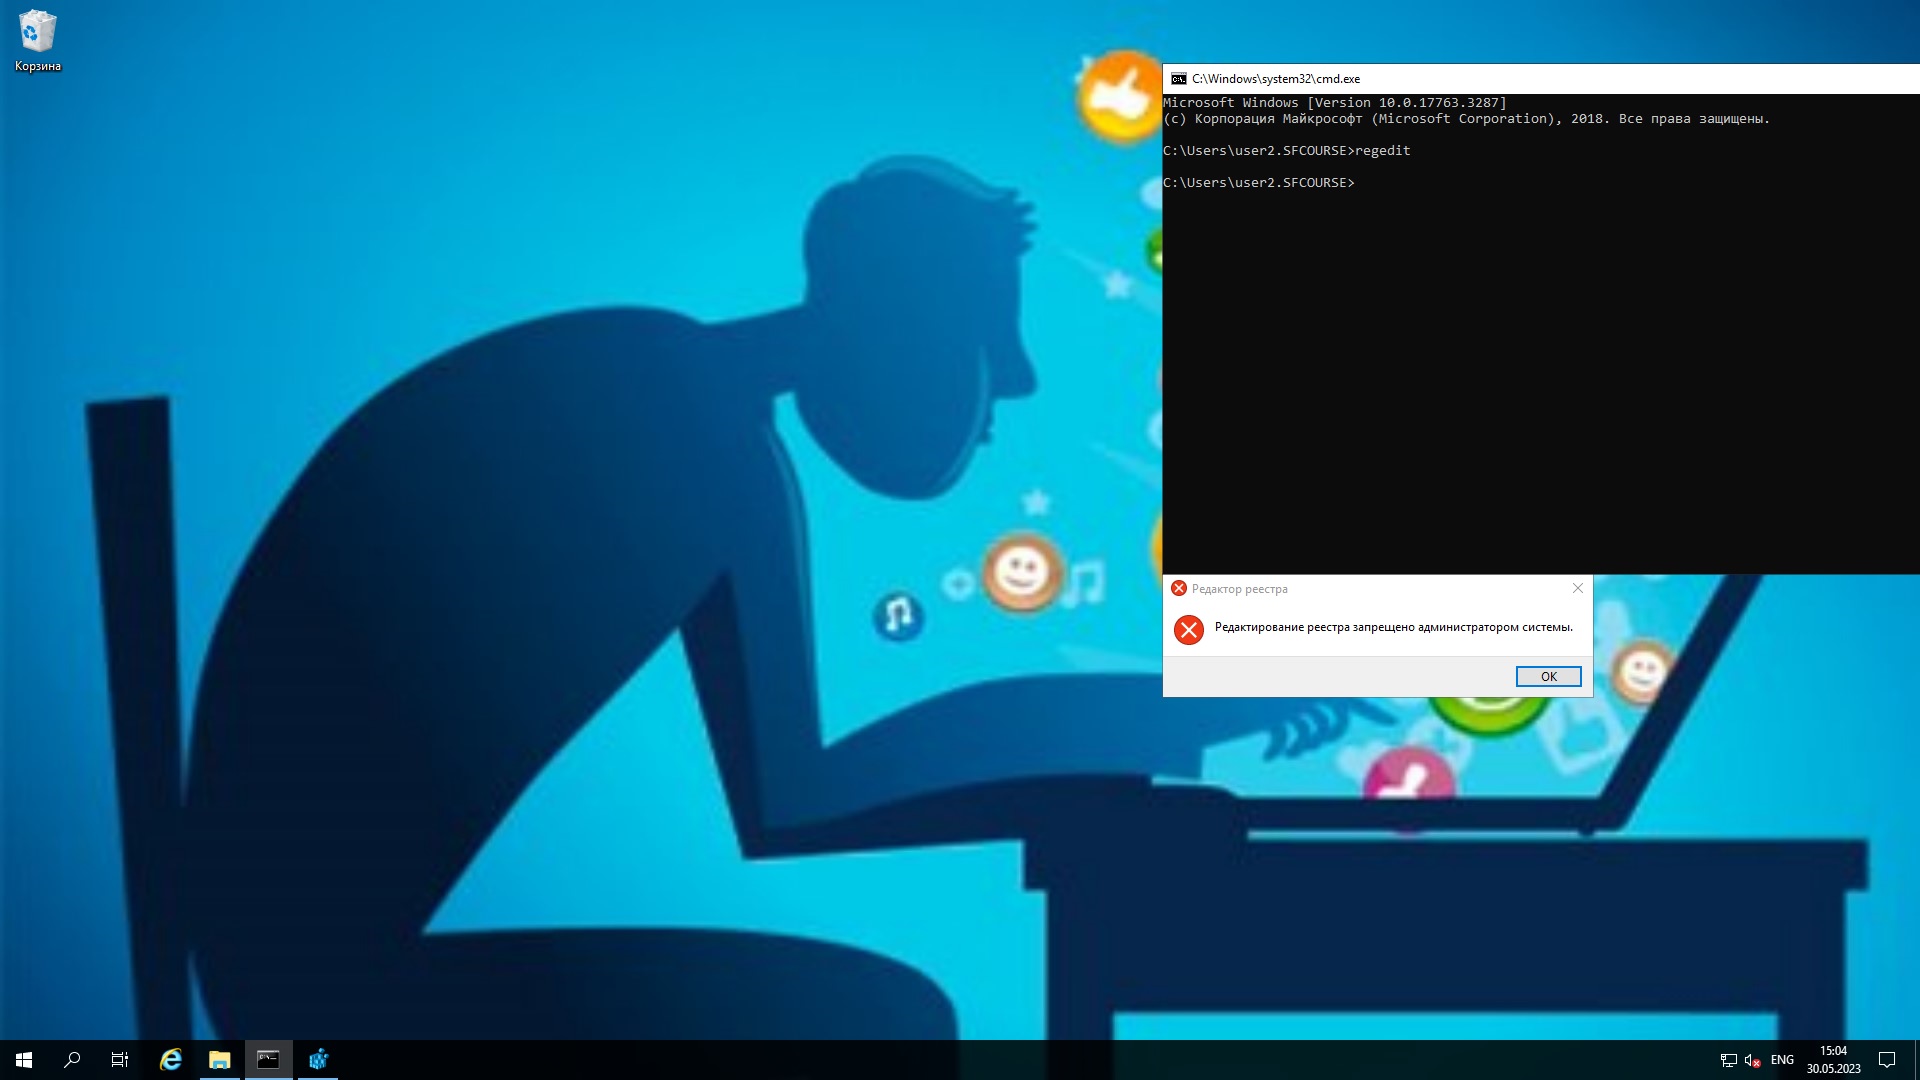 Корзина
C:\Windows\system32\cmd.exe
Microsoft Windows [Version 10.0.17763.3287]
(c) Корпорация Майкрософт (Microsoft Corporation), 2018. Все права защищены.
C:\Users\user2.SFCOURSE>regedit
C:\Users\user2.SFCOURSE>
Редактор реестра
Редактирование реестра запрещено администратором системы.
ОК
ENG
15:04
30.05.2023